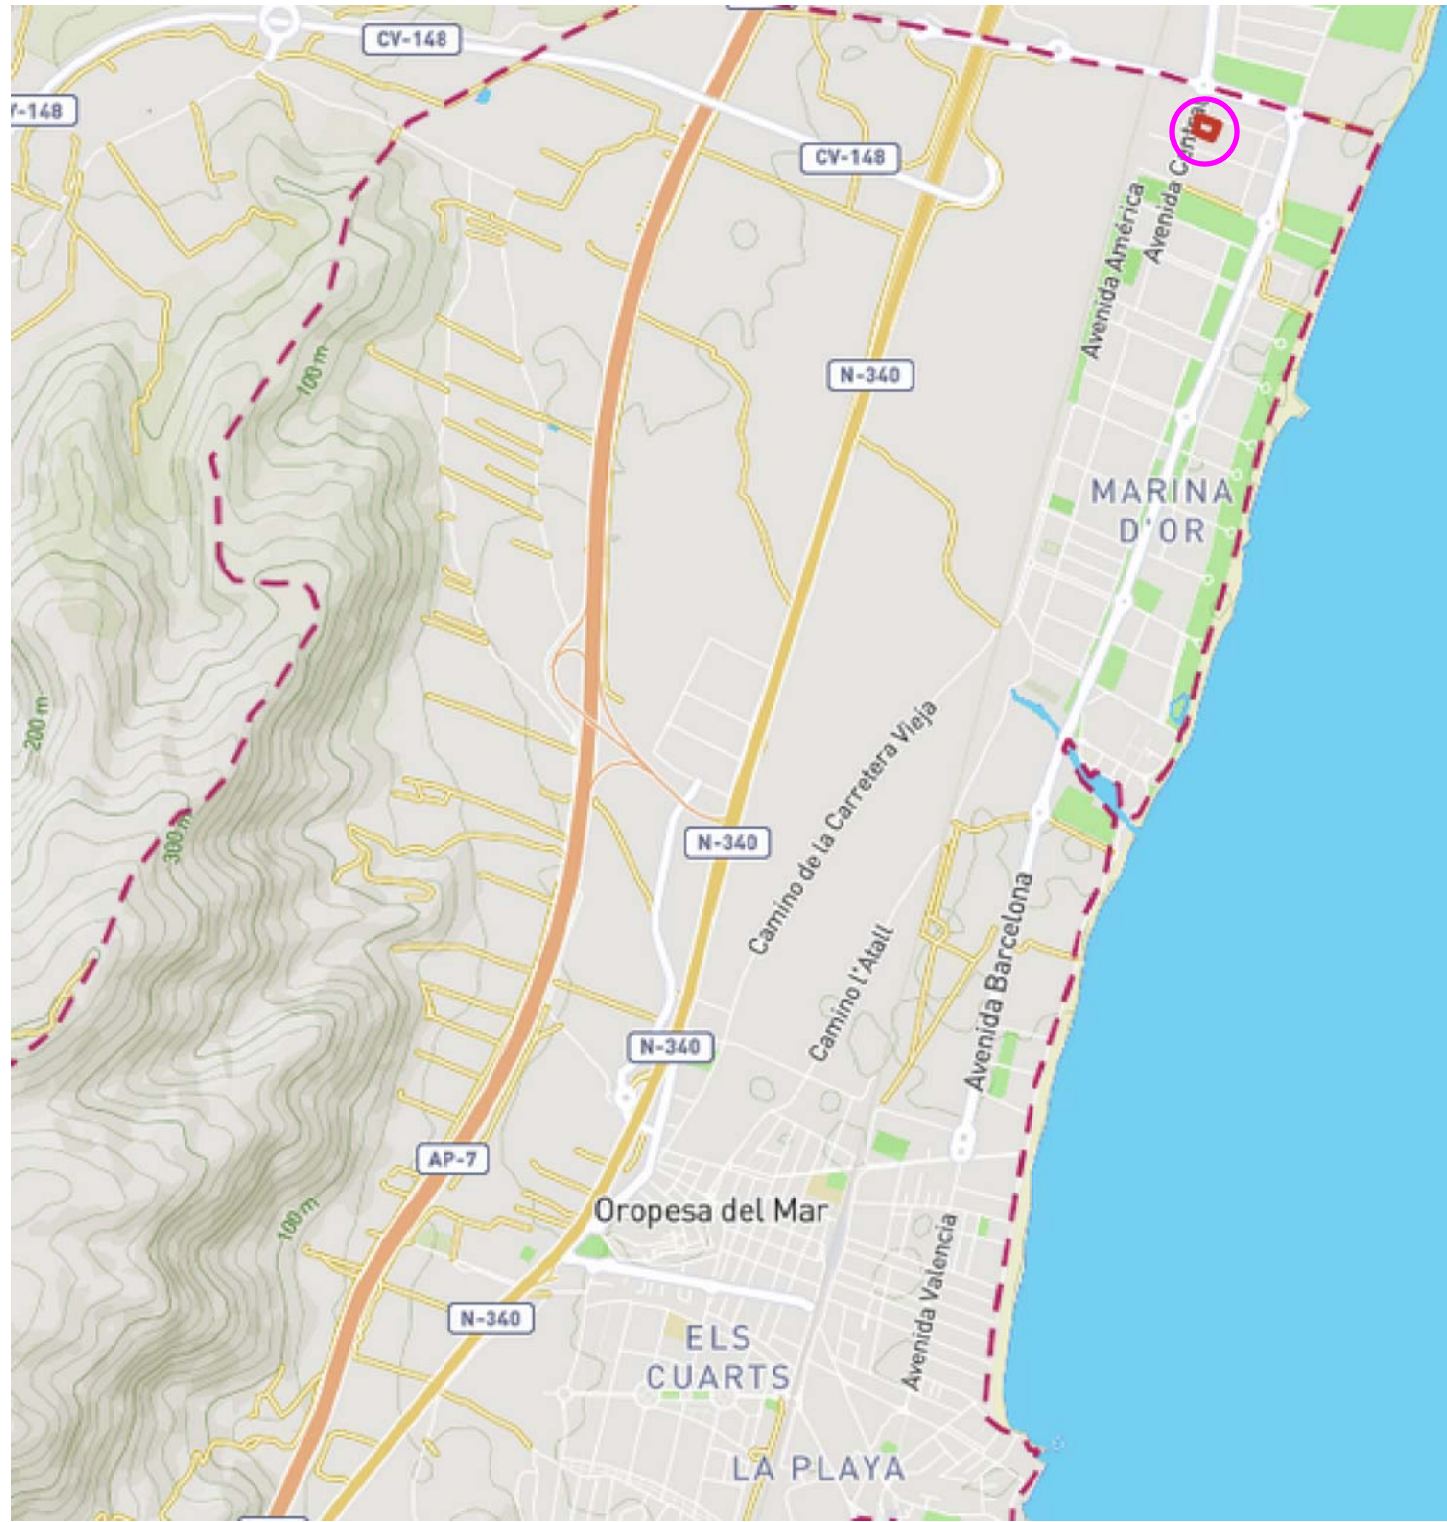 CV-148
CV-148
Avenida Central
Avenida América
100 m
N-340
MARINA
D'OR
200 m
300 m
Camino de la Carretera Vieja
N-340
Avenida Barcelona
Camino l'Atall
N-340
AP-7
100 m
Oropesa del Mar
Avenida Valencia
N-340
ELS
CUARTS
LA PLAYA